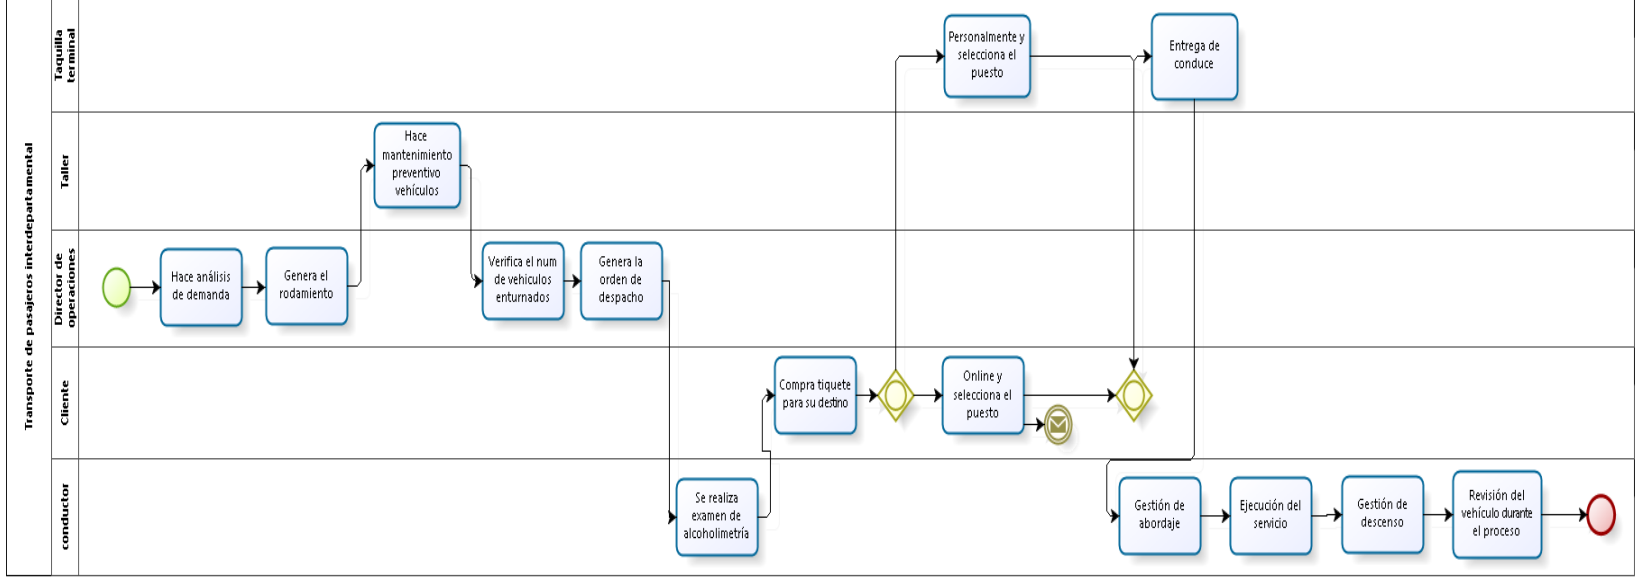 Transporte de pasajeros interdepartamental
Taquilla
terminal
Personalmente y
selecciona el
puesto
Entrega de
conduce
Taller
Hace
mantenimiento
preventivo
vehículos
Director de
operaciones
Hace análisis
de demanda
Genera el
rodamiento
Verifica el num
de vehiculos
enturnados
Genera la
orden de
despacho
Cliente
Compra tiquete
para su destino
Online y
selecciona el
puesto
conductor
Se realiza
examen de
alcoholimetría
Gestión de
abordaje
Ejecución del
servicio
Gestión de
descenso
Revisión del
vehículo durante
el proceso